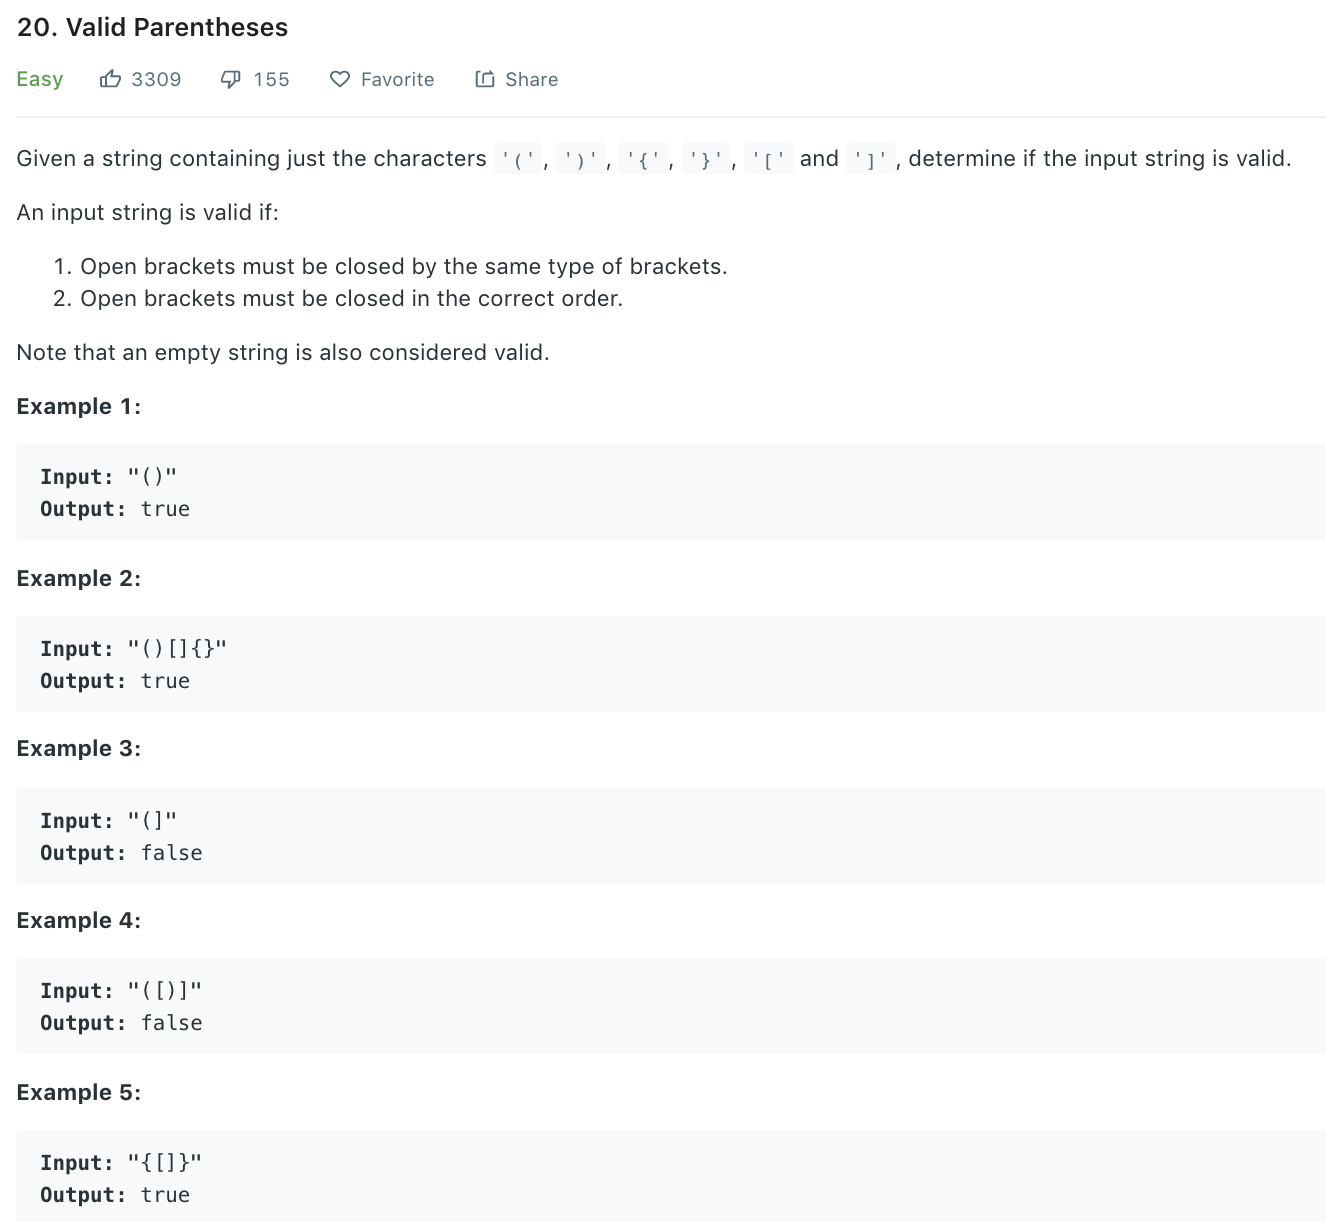 20. Valid Parentheses
Easy 3309 155 Favorite Share
Given a string containing just the characters '(', ')', '{', '}', '[' and ']', determine if the input string is valid.
An input string is valid if:
1. Open brackets must be closed by the same type of brackets.
2. Open brackets must be closed in the correct order.
Note that an empty string is also considered valid.
Example 1:
Input: "()"
Output: true
Example 2:
Input: "()[]{}"
Output: true
Example 3:
Input: "(]"
Output: false
Example 4:
Input: "([)]"
Output: false
Example 5:
Input: "{[]}"
Output: true